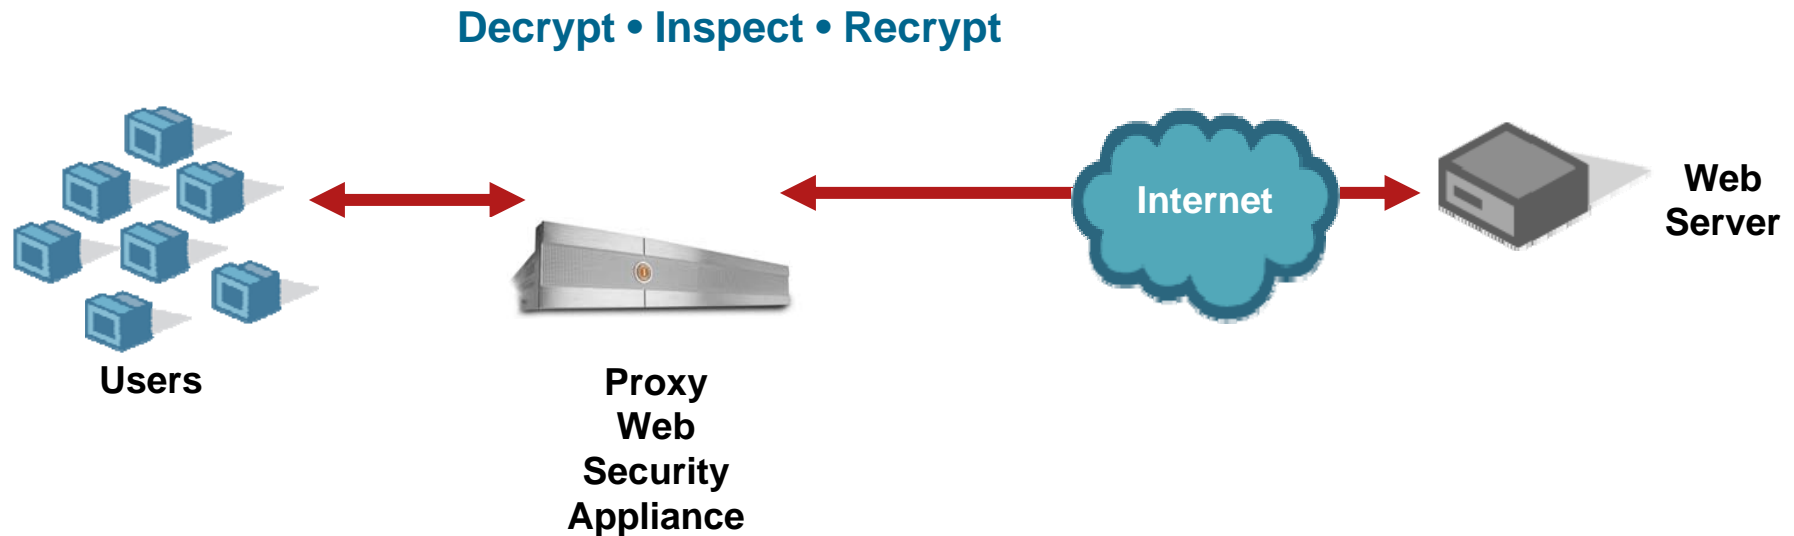 Decrypt • Inspect • Recrypt
Internet
Web
Server
Users
Proxy
Web
Security
Appliance